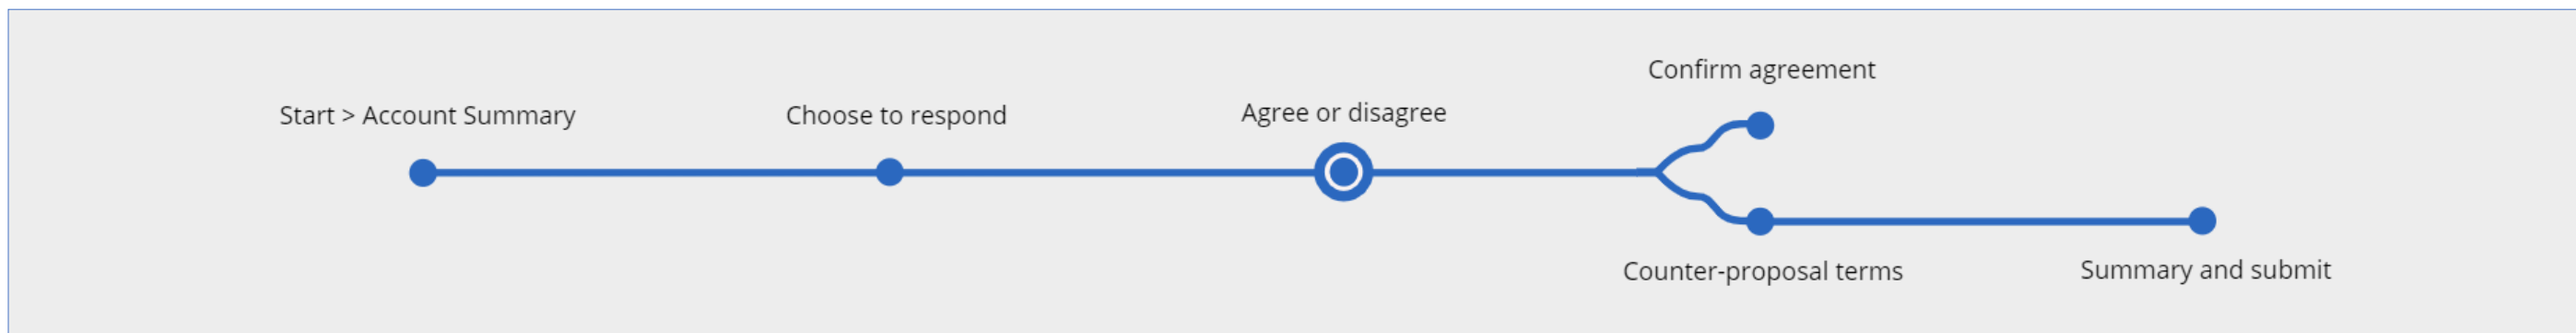 Start > Account Summary
Choose to respond
Agree or disagree
Confirm agreement
Counter-proposal terms
Summary and submit